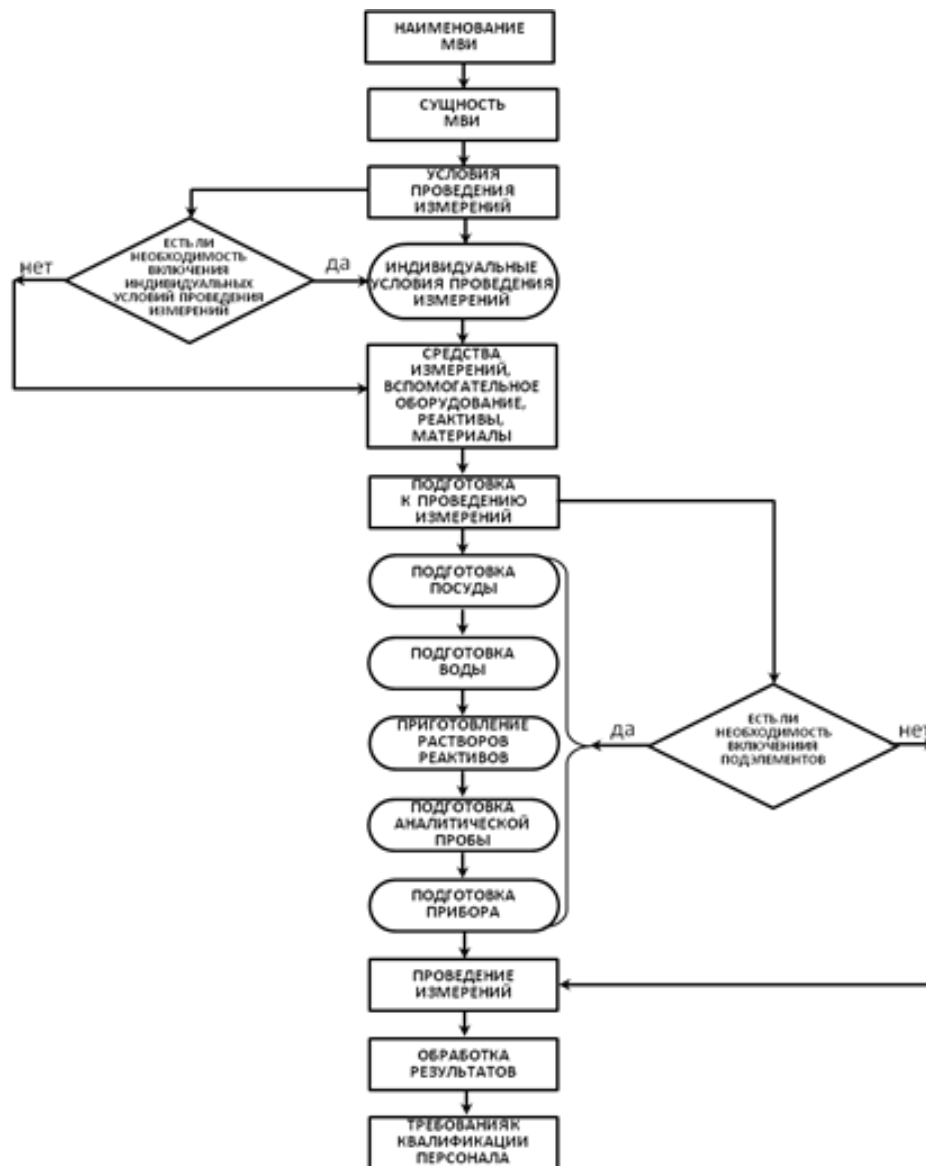 НАИМЕНОВАНИЕ
МВИ
СУЩНОСТЬ
МВИ
УСЛОВИЯ
ПРОВЕДЕНИЯ
ИЗМЕРЕНИЙ
ЕСТЬ ЛИ
НЕОБХОДИМОСТЬ
ВКЛЮЧЕНИЯ
ИНДИВИДУАЛЬНЫХ
УСЛОВИЙ ПРОВЕДЕНИЯ
ИЗМЕРЕНИЙ
нет
да
ИНДИВИДУАЛЬНЫЕ
УСЛОВИЯ ПРОВЕДЕНИЯ
ИЗМЕРЕНИЙ
СРЕДСТВА
ИЗМЕРЕНИЙ,
ВСПОМОГАТЕЛЬНОЕ
ОБОРУДОВАНИЕ,
РЕАКТИВЫ,
МАТЕРИАЛЫ
ПОДГОТОВКА
К ПРОВЕДЕНИЮ
ИЗМЕРЕНИЙ
ПОДГОТОВКА
ПОСУДЫ
ПОДГОТОВКА
ВОДЫ
ПРИГОТОВЛЕНИЕ
РАСТВОРОВ
РЕАКТИВОВ
ПОДГОТОВКА
АНАЛИТИЧЕСКОЙ
ПРОБЫ
ПОДГОТОВКА
ПРИБОРА
да
ЕСТЬ ЛИ
НЕОБХОДИМОСТЬ
ВКЛЮЧЕНИИЯ
ПОДЭЛЕМЕНТОВ
нет
ПРОВЕДЕНИЕ
ИЗМЕРЕНИЙ
ОБРАБОТКА
РЕЗУЛЬТАТОВ
ТРЕБОВАНИЯ К
КВАЛИФИКАЦИИ
ПЕРСОНАЛА